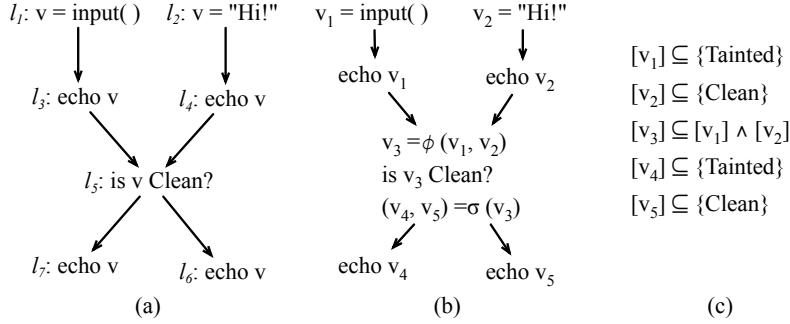 l₁: v = input( )
l₂: v = "Hi!"
l₃: echo v
l₄: echo v
l₅: is v Clean?
l₇: echo v
l₆: echo v
(a)
v₁ = input( )
v₂ = "Hi!"
echo v₁
echo v₂
v₃ =ϕ (v₁, v₂)
is v₃ Clean?
(v₄, v₅) =σ (v₃)
echo v₄
echo v₅
(b)
[v₁] ⊆ {Tainted}
[v₂] ⊆ {Clean}
[v₃] ⊆ [v₁] ∧ [v₂]
[v₄] ⊆ {Tainted}
[v₅] ⊆ {Clean}
(c)